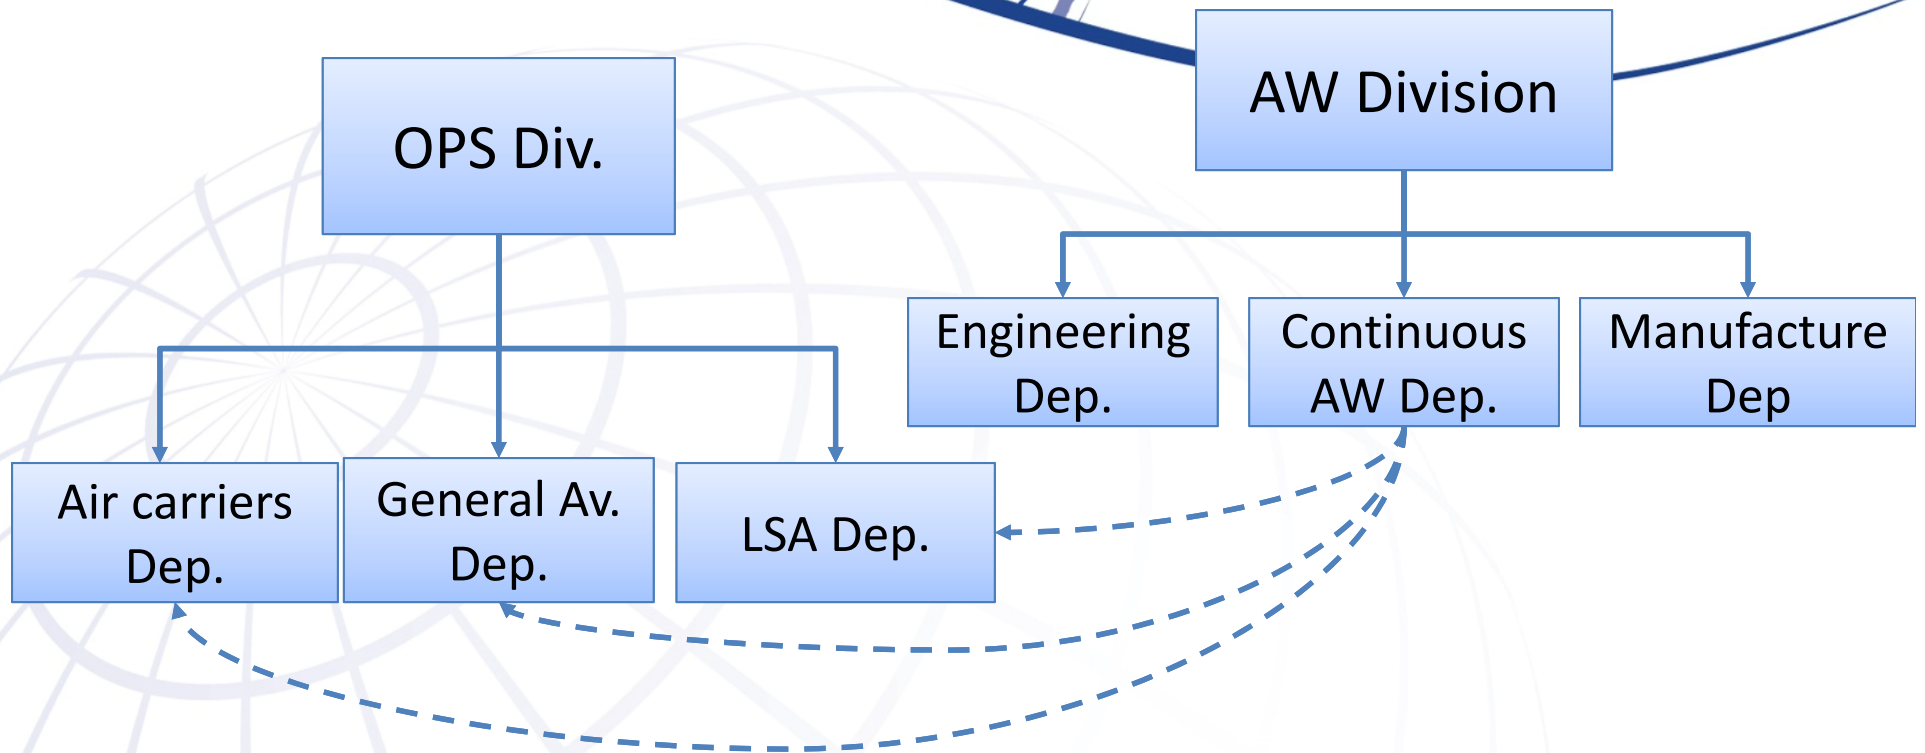 OPS Div.
AW Division
Engineering
Dep.
Continuous
AW Dep.
Manufacture
Dep
Air carriers
Dep.
General Av.
Dep.
LSA Dep.